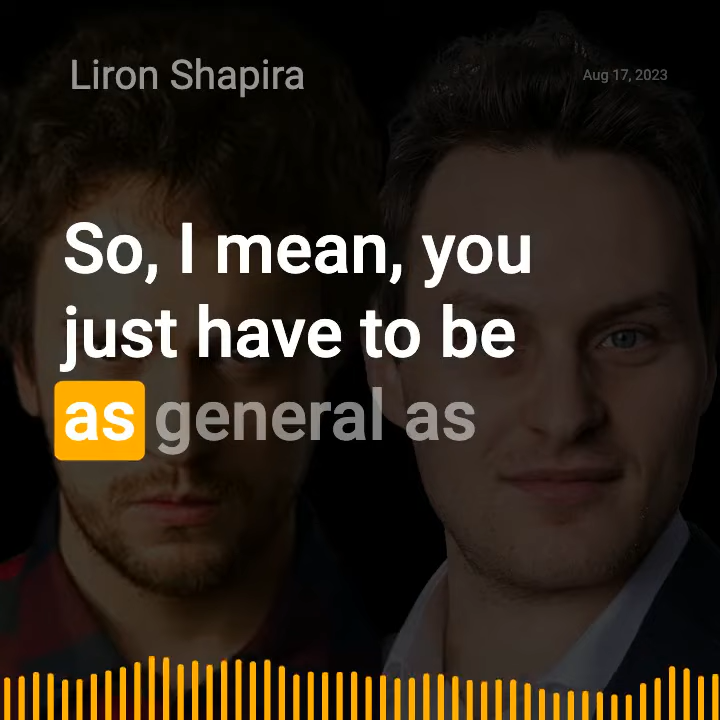 Liron Shapira
Aug 17, 2023
So, I mean, you
just have to be
as general as